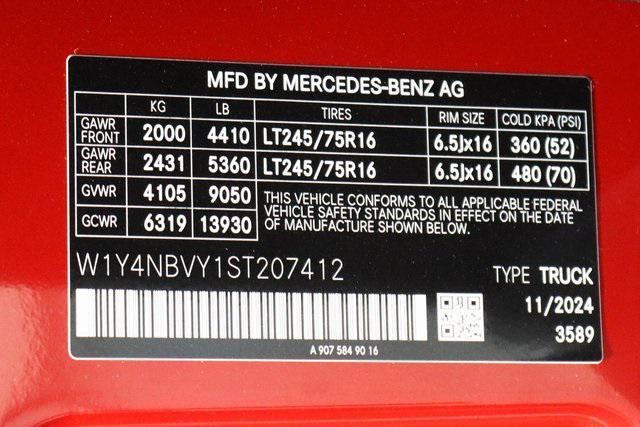 MFD BY MERCEDES-BENZ AG
KG LB TIRES RIM SIZE COLD KPA (PSI)
GAWR FRONT 2000 4410 LT245/75R16 6.5Jx16 360 (52)
GAWR REAR 2431 5360 LT245/75R16 6.5Jx16 480 (70)
GVWR 4105 9050
GCWR 6319 13930
THIS VEHICLE CONFORMS TO ALL APPLICABLE FEDERAL
VEHICLE SAFETY STANDARDS IN EFFECT ON THE DATE
OF MANUFACTURE SHOWN BELOW.
W1Y4NBVY1ST207412
TYPE TRUCK
11/2024
3589
A 907 584 90 16